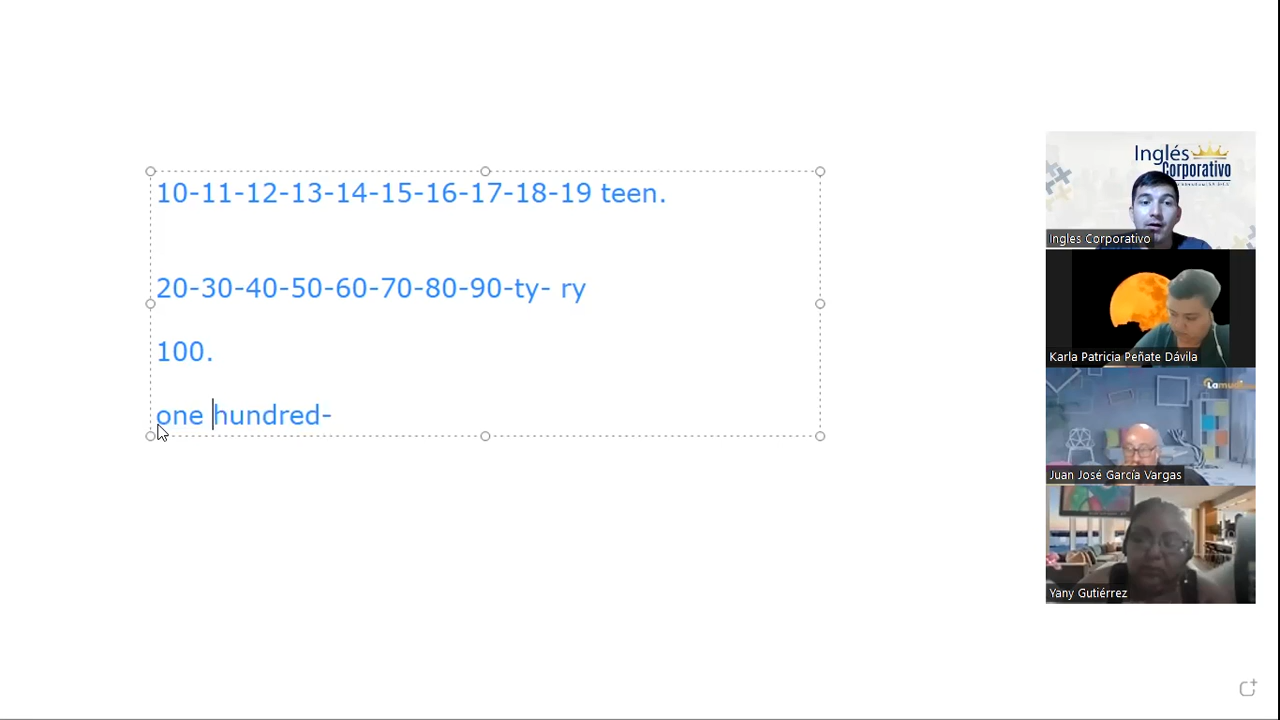 10-11-12-13-14-15-16-17-18-19 teen.
20-30-40-50-60-70-80-90-ty- ry
100.
one hundred-
Inglés
Corporativo
Ingles Corporativo
Karla Patricia Peñate Dávila
Juan José García Vargas
Yany Gutiérrez